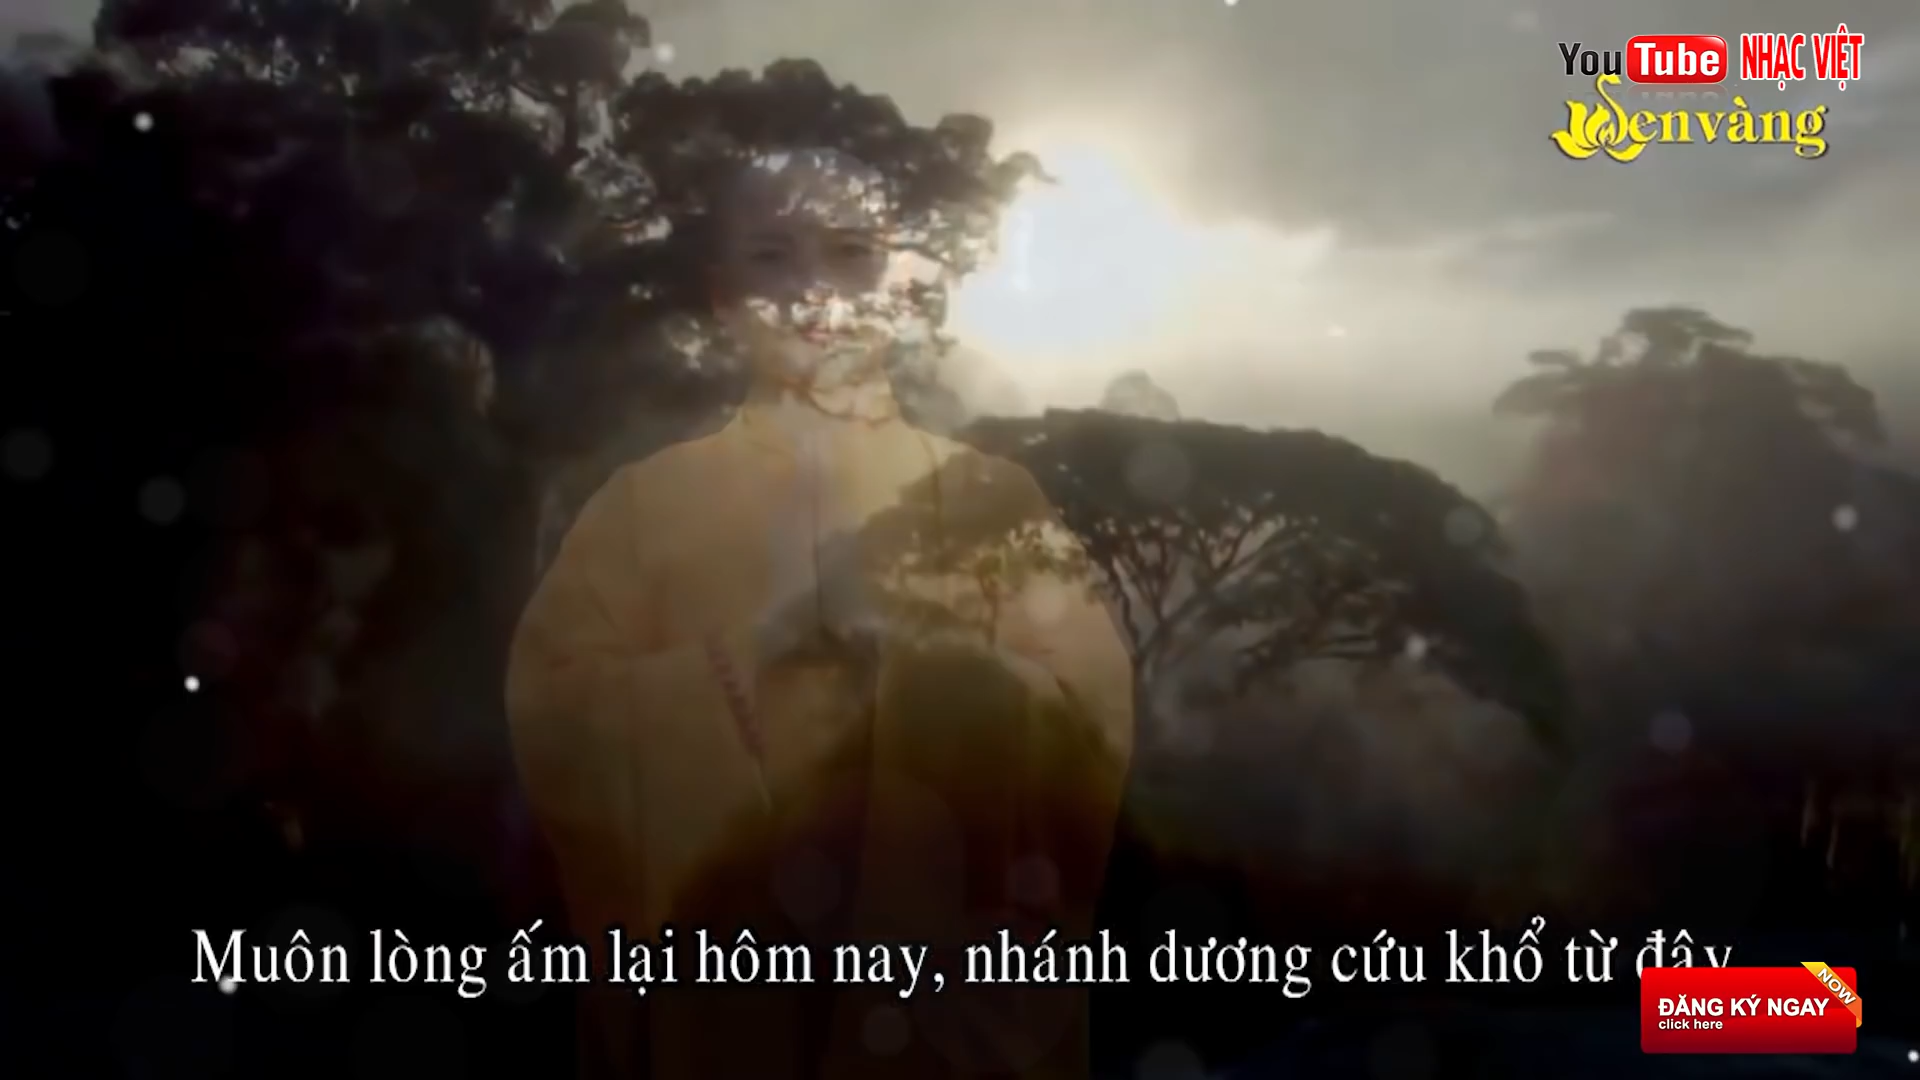 YouTube NHẠC VIỆT
Senvàng
Muôn lòng ấm lại hôm nay, nhánh dương cứu khổ từ đây
NOW
ĐĂNG KÝ NGAY
click here